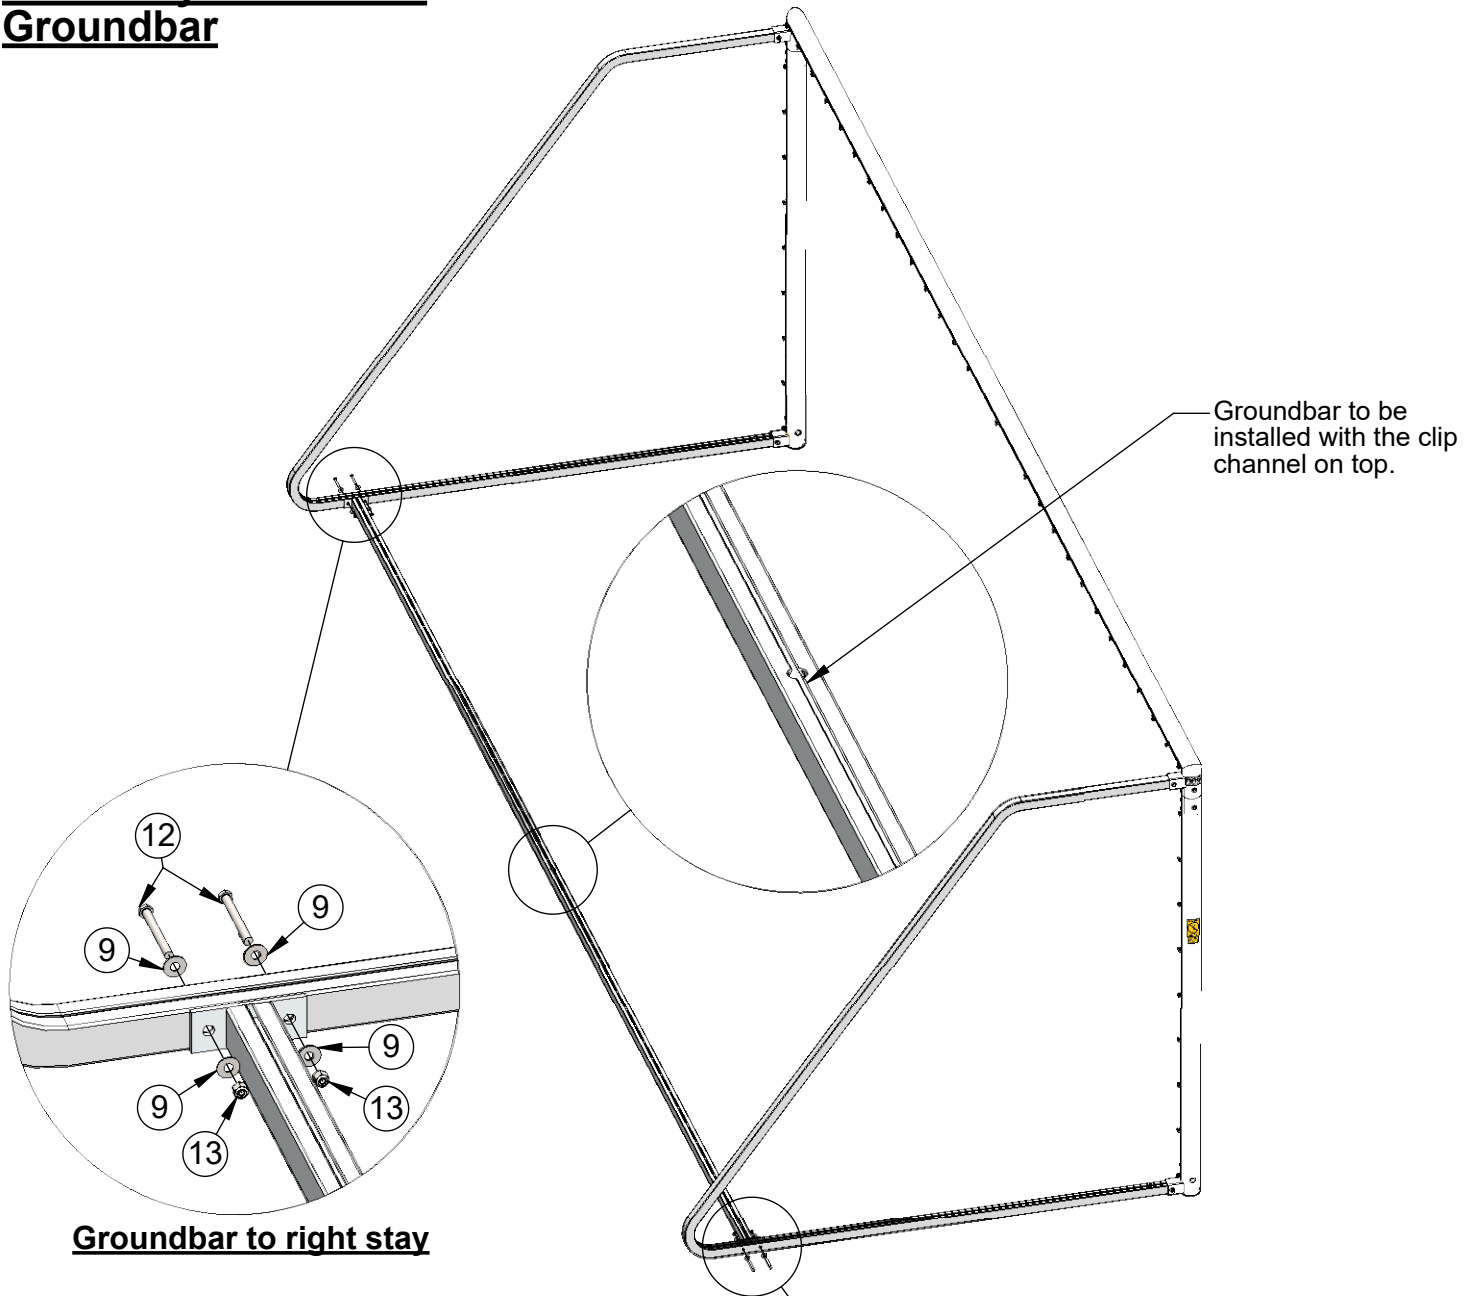 Groundbar
Groundbar to be
installed with the clip
channel on top.
12
9
9
9
9
13
13
Groundbar to right stay